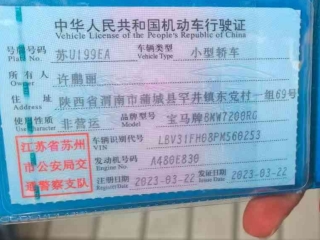 中华人民共和国机动车行驶证
Vehicle License of the People's Republic of China
号牌号码 苏U199EA 车辆类型 小型轿车
Plate No. Vehicle Type
所有人 许鹏丽
Owner
住址 陕西省渭南市蒲城县罕井镇东党村一组69号
Address
使用性质 非营运 品牌型号 宝马牌BMW7200RG
Use Character Model
江苏省苏州市公安局交通警察支队
车辆识别代号 LBV31FH08PMS60253
VIN
发动机号码 A480E830
Engine No.
注册日期 2023-03-22 发证日期 2023-03-22
Register Date Issue Date